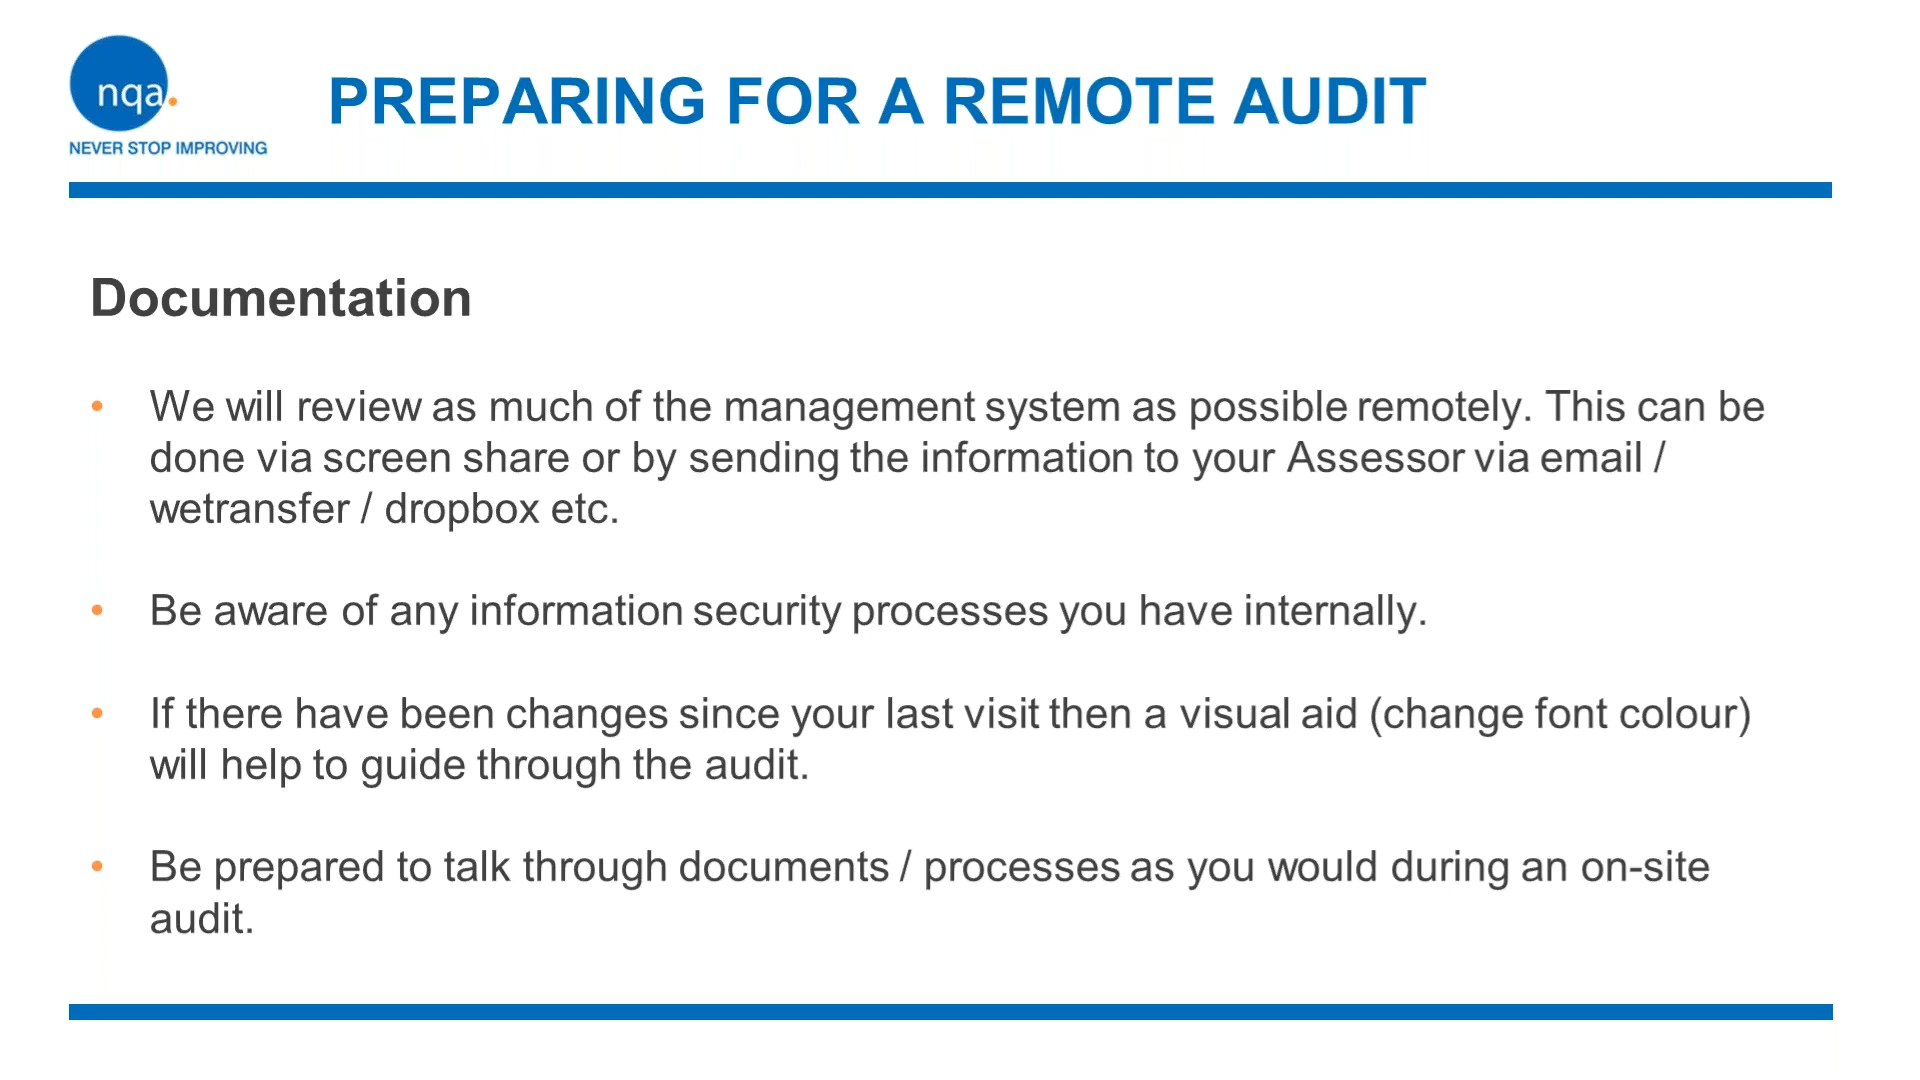 nqa.
NEVER STOP IMPROVING
PREPARING FOR A REMOTE AUDIT
Documentation
• We will review as much of the management system as possible remotely. This can be
done via screen share or by sending the information to your Assessor via email /
wetransfer / dropbox etc.
• Be aware of any information security processes you have internally.
• If there have been changes since your last visit then a visual aid (change font colour)
will help to guide through the audit.
• Be prepared to talk through documents / processes as you would during an on-site
audit.